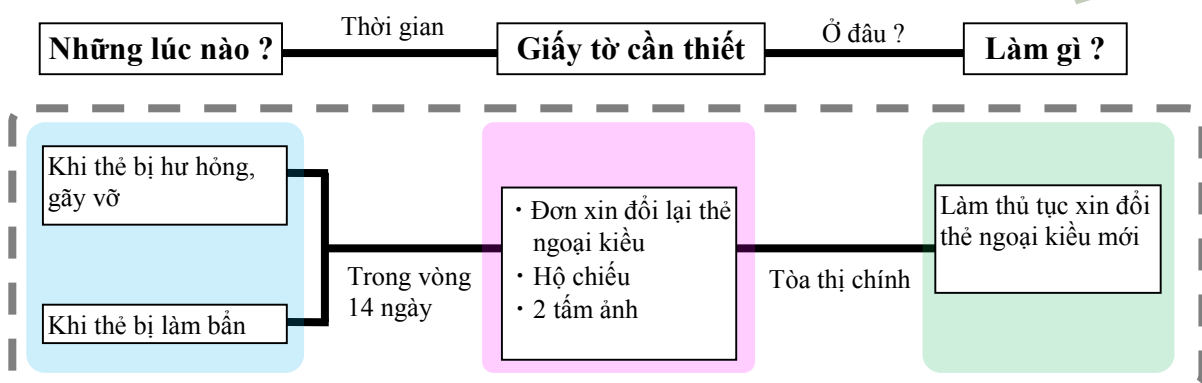 Những lúc nào ?
Thời gian
Giấy tờ cần thiết
Ở đâu ?
Làm gì ?
Khi thẻ bị hư hỏng,
gãy vỡ
Khi thẻ bị làm bẩn
Trong vòng
14 ngày
・Đơn xin đổi lại thẻ
ngoại kiều
・Hộ chiếu
・2 tấm ảnh
Tòa thị chính
Làm thủ tục xin đổi
thẻ ngoại kiều mới